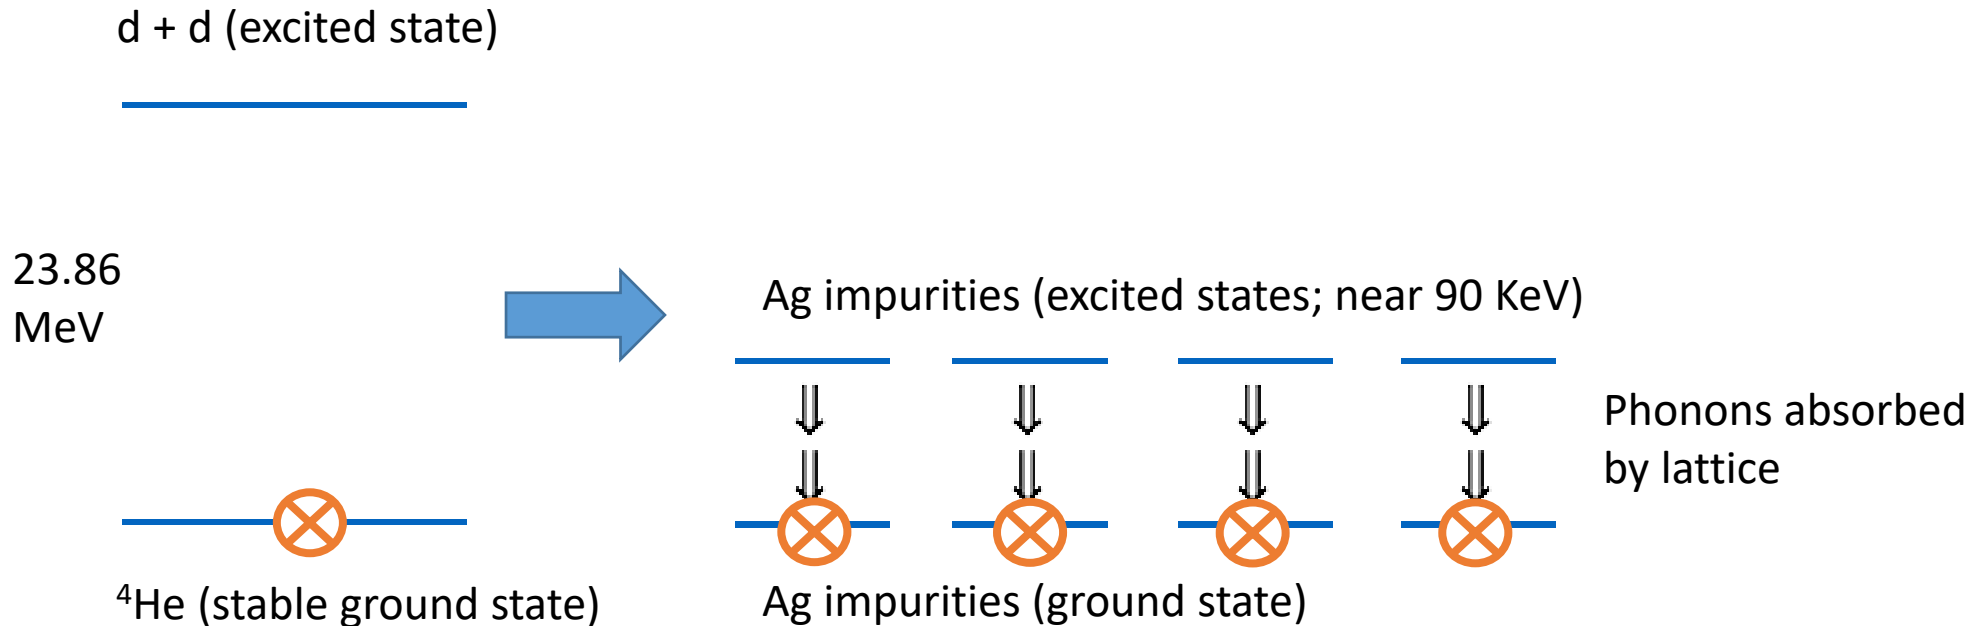 d + d (excited state)
23.86
MeV
Ag impurities (excited states; near 90 KeV)
Phonons absorbed
by lattice
⁴He (stable ground state)
Ag impurities (ground state)